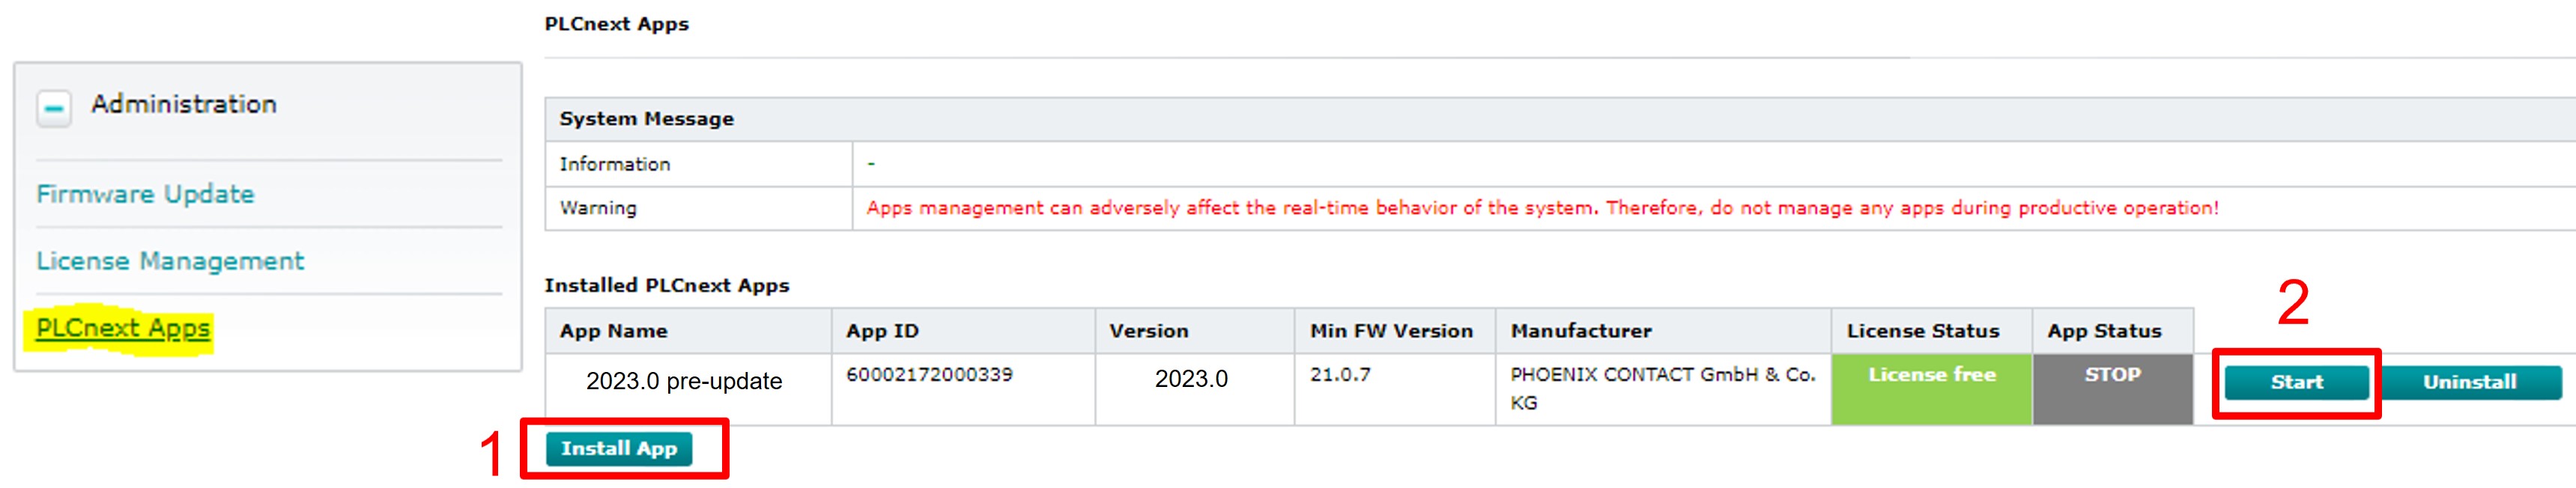 PLCnext Apps
Administration
Firmware Update
License Management
PLCnext Apps
System Message
Information -
Warning Apps management can adversely affect the real-time behavior of the system. Therefore, do not manage any apps during productive operation!
Installed PLCnext Apps
App Name App ID Version Min FW Version Manufacturer License Status App Status
2023.0 pre-update 60002172000339 2023.0 21.0.7 PHOENIX CONTACT GmbH & Co. License free STOP Start Uninstall
KG
2
1 Install App